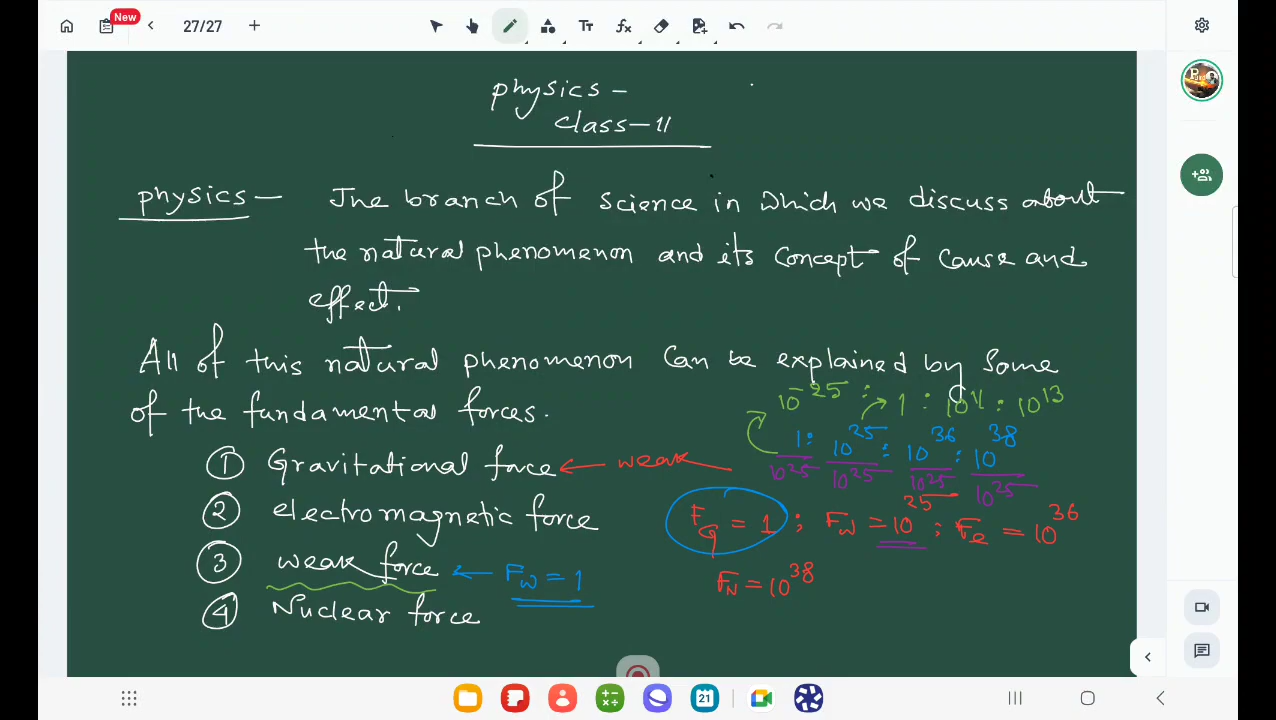 New
27/27
Tt
fx
physics -
class-11
physics - The branch of science in which we discuss about
the natural phenomenon and its concept of cause and
effect.
All of this natural phenomenon can be explained by some
of the fundamental forces.
10^-25 : 1 : 10^11 : 10^13
1 : 10^25 : 10^36 : 10^38
10^25 10^25 10^25 10^25
① Gravitational force ← weak
② electromagnetic force
F_g = 1 ; F_w = 10^25 ; F_e = 10^36
③ weak force ← F_w = 1
F_N = 10^38
④ Nuclear force
21